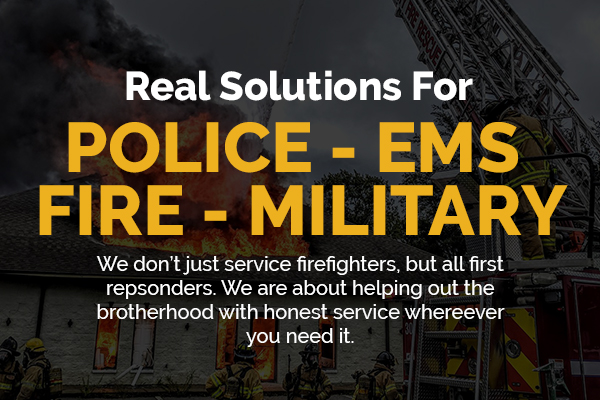 Real Solutions For
POLICE - EMS
FIRE - MILITARY
We don't just service firefighters, but all first
repsonders. We are about helping out the
brotherhood with honest service whereever
you need it.